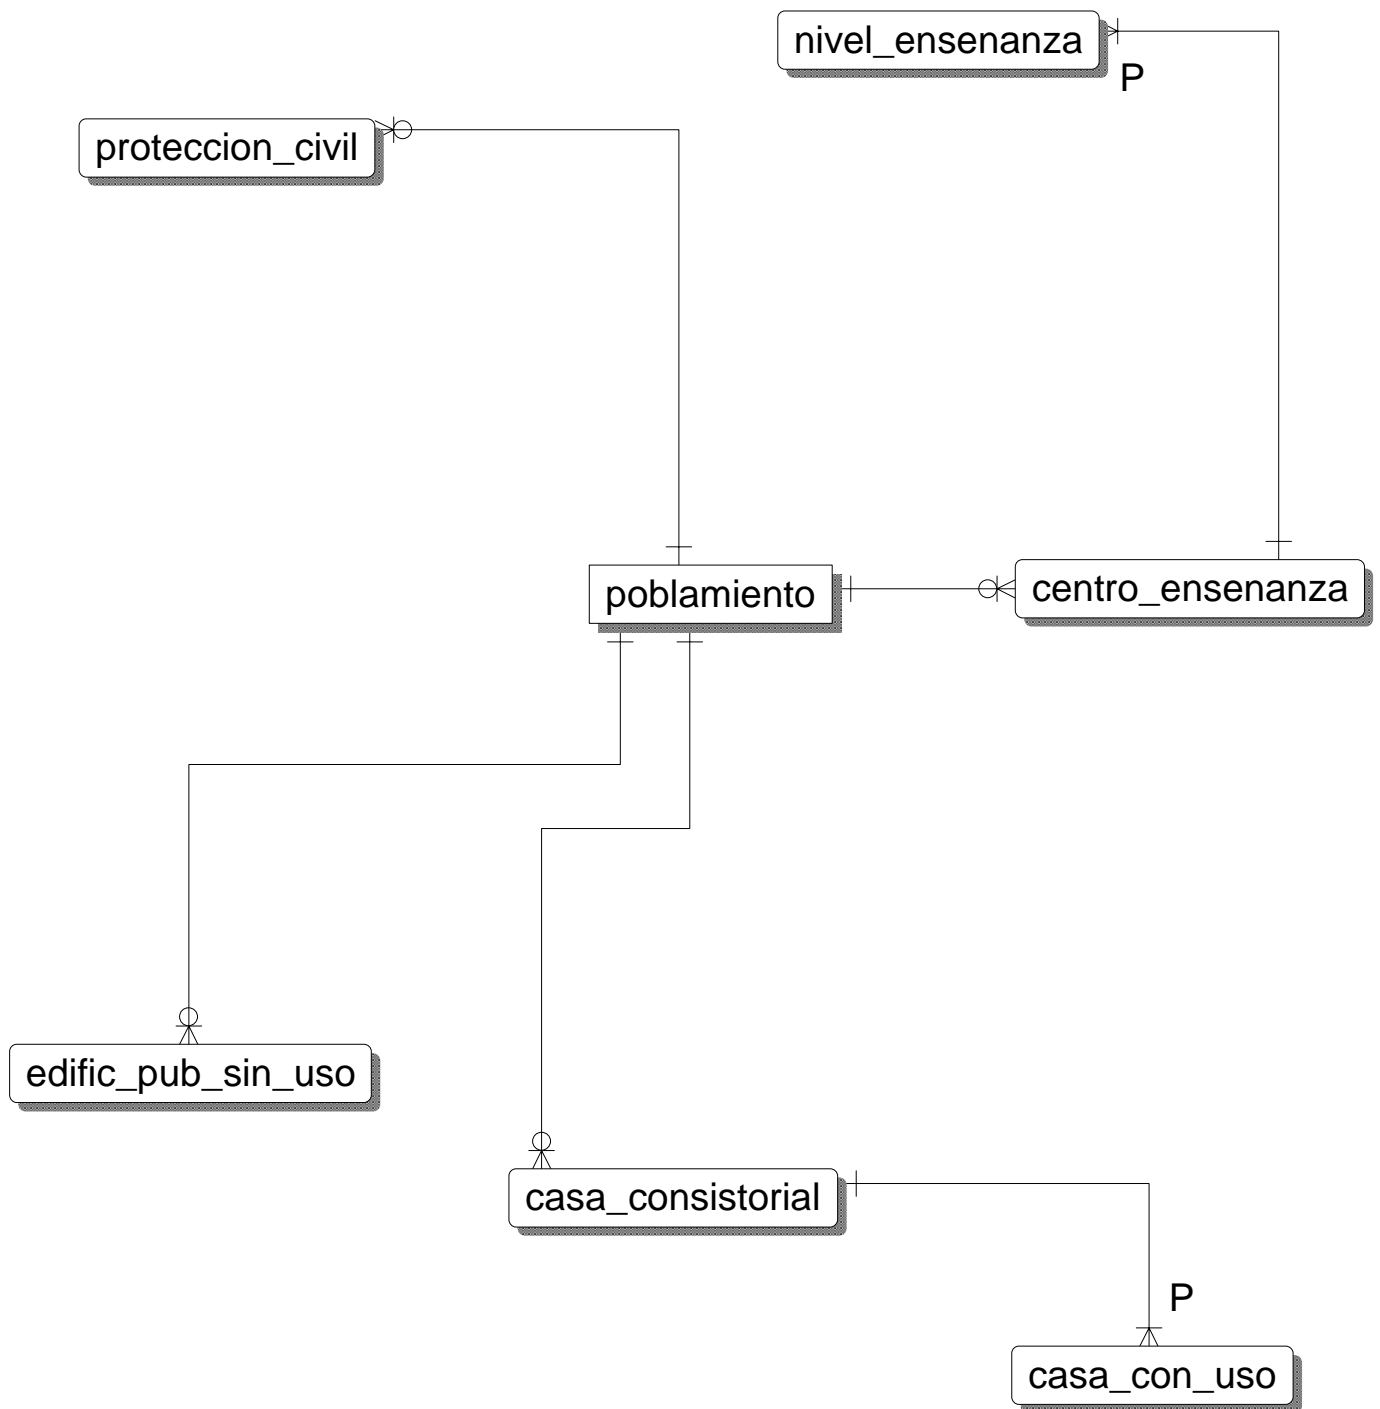 nivel_ensenanza
P
proteccion_civil
poblamiento
centro_ensenanza
edific_pub_sin_uso
casa_consistorial
P
casa_con_uso